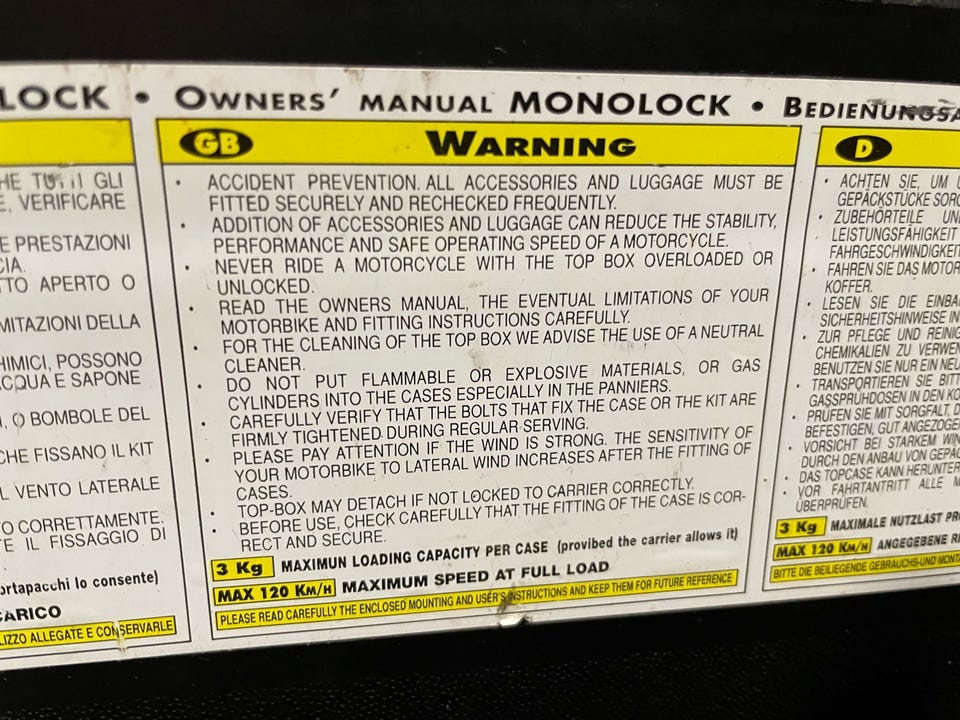 LOCK • OWNERS' MANUAL MONOLOCK • BEDIENUNGSA
HE TUTTI GLI
E, VERIFICARE
E PRESTAZIONI
CIA.
TTO APERTO O
MITAZIONI DELLA
HIMICI, POSSONO
ACQUA E SAPONE
I, O BOMBOLE DEL
CHE FISSANO IL KIT
L VENTO LATERALE
O CORRETTAMENTE.
TE IL FISSAGGIO DI
ortapacchi lo consente)
CARICO
LIZZO ALLEGATE E CONSERVARLE
GB WARNING
• ACCIDENT PREVENTION. ALL ACCESSORIES AND LUGGAGE MUST BE
FITTED SECURELY AND RECHECKED FREQUENTLY.
• ADDITION OF ACCESSORIES AND LUGGAGE CAN REDUCE THE STABILITY,
PERFORMANCE AND SAFE OPERATING SPEED OF A MOTORCYCLE.
• NEVER RIDE A MOTORCYCLE WITH THE TOP BOX OVERLOADED OR
UNLOCKED.
• READ THE OWNERS MANUAL, THE EVENTUAL LIMITATIONS OF YOUR
MOTORBIKE AND FITTING INSTRUCTIONS CAREFULLY.
• FOR THE CLEANING OF THE TOP BOX WE ADVISE THE USE OF A NEUTRAL
CLEANER.
• DO NOT PUT FLAMMABLE OR EXPLOSIVE MATERIALS, OR GAS
CYLINDERS INTO THE CASES ESPECIALLY IN THE PANNIERS.
• CAREFULLY VERIFY THAT THE BOLTS THAT FIX THE CASE OR THE KIT ARE
FIRMLY TIGHTENED DURING REGULAR SERVING.
• PLEASE PAY ATTENTION IF THE WIND IS STRONG. THE SENSITIVITY OF
YOUR MOTORBIKE TO LATERAL WIND INCREASES AFTER THE FITTING OF
CASES.
• TOP-BOX MAY DETACH IF NOT LOCKED TO CARRIER CORRECTLY.
• BEFORE USE, CHECK CAREFULLY THAT THE FITTING OF THE CASE IS COR-
RECT AND SECURE.
3 Kg MAXIMUN LOADING CAPACITY PER CASE (provibed the carrier allows it)
MAX 120 Km/H MAXIMUM SPEED AT FULL LOAD
PLEASE READ CAREFULLY THE ENCLOSED MOUNTING AND USER'S INSTRUCTIONS AND KEEP THEM FOR FUTURE REFERENCE
D
• ACHTEN SIE, UM
GEPÄCKSTÜCKE SORG
• ZUBEHÖRTEILE UN
LEISTUNGSFÄHIGKEIT
FAHRGESCHWINDIGKEIT
• FAHREN SIE DAS MOTOR
KOFFER.
• LESEN SIE DIE EINBA
SICHERHEITSHINWEISE IN
• ZUR PFLEGE UND REINIG
CHEMIKALIEN ZU VERWEN
BENUTZEN SIE NUR EIN NEU
• TRANSPORTIEREN SIE BITT
GASSPRÜHDOSEN IN DEN KO
• PRÜFEN SIE MIT SORGFALT, D
BEFESTIGEN, GUT ANGEZOGE
• VORSICHT BEI STARKEM WIN
DURCH DEN ANBAU VON GEPÄC
• DAS TOPCASE KANN HERUNTER
• VOR FAHRTANTRITT ALLE M
ÜBERPRÜFEN.
3 Kg MAXIMALE NUTZLAST PR
MAX 120 Km/H ANGEGEBENE RI
BITTE DIE BEILIEGENDE GEBRAUCHS-UND MONTA